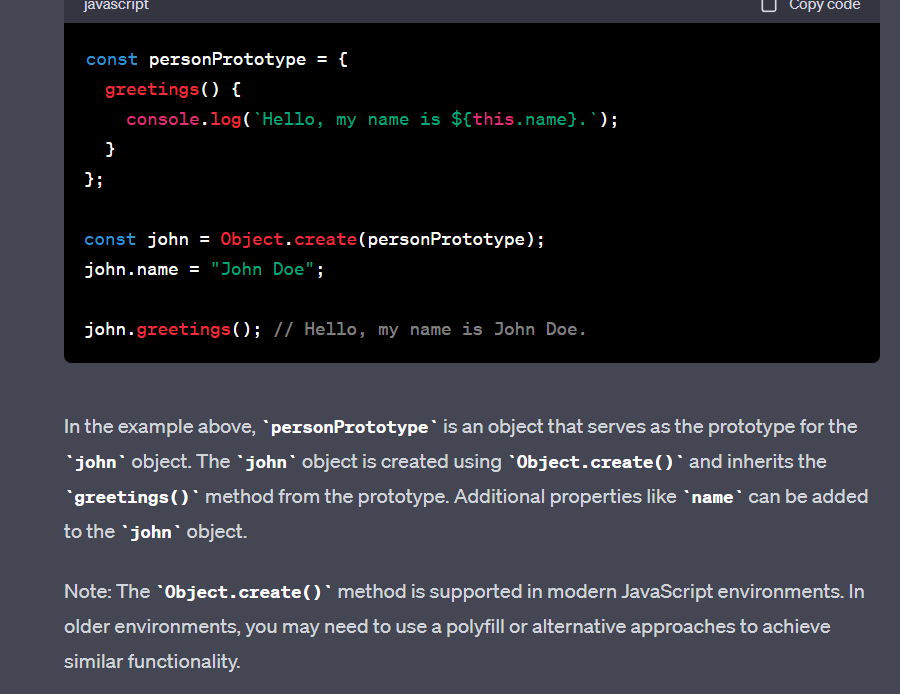 javascript Copy code
const personPrototype = {
  greetings() {
    console.log(`Hello, my name is ${this.name}.`);
  }
};
const john = Object.create(personPrototype);
john.name = "John Doe";
john.greetings(); // Hello, my name is John Doe.
In the example above, `personPrototype` is an object that serves as the prototype for the
`john` object. The `john` object is created using `Object.create()` and inherits the
`greetings()` method from the prototype. Additional properties like `name` can be added
to the `john` object.
Note: The `Object.create()` method is supported in modern JavaScript environments. In
older environments, you may need to use a polyfill or alternative approaches to achieve
similar functionality.